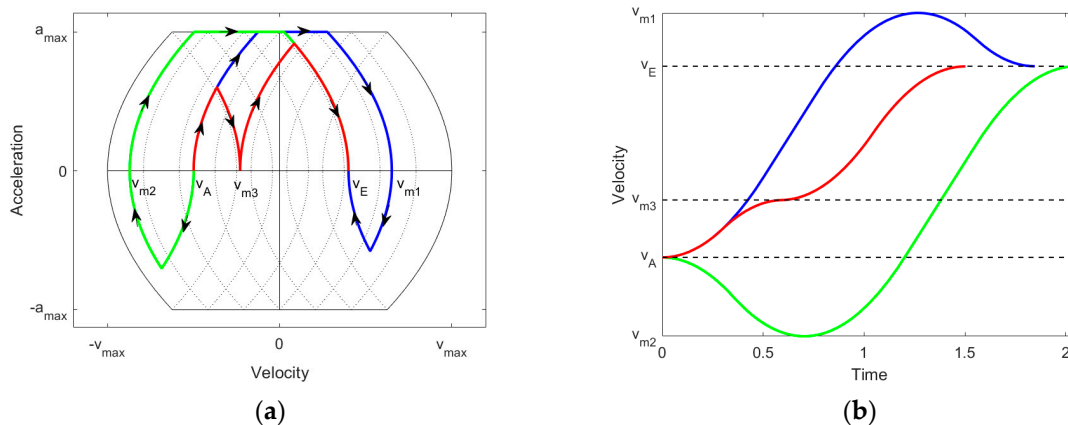 a_max
0
-a_max
Acceleration
v_m2
v_A
v_m3
v_E
v_m1
-v_max
0
v_max
Velocity
(a)
v_m1
v_E
v_m3
v_A
v_m2
Velocity
0
0.5
1
1.5
2
Time
(b)